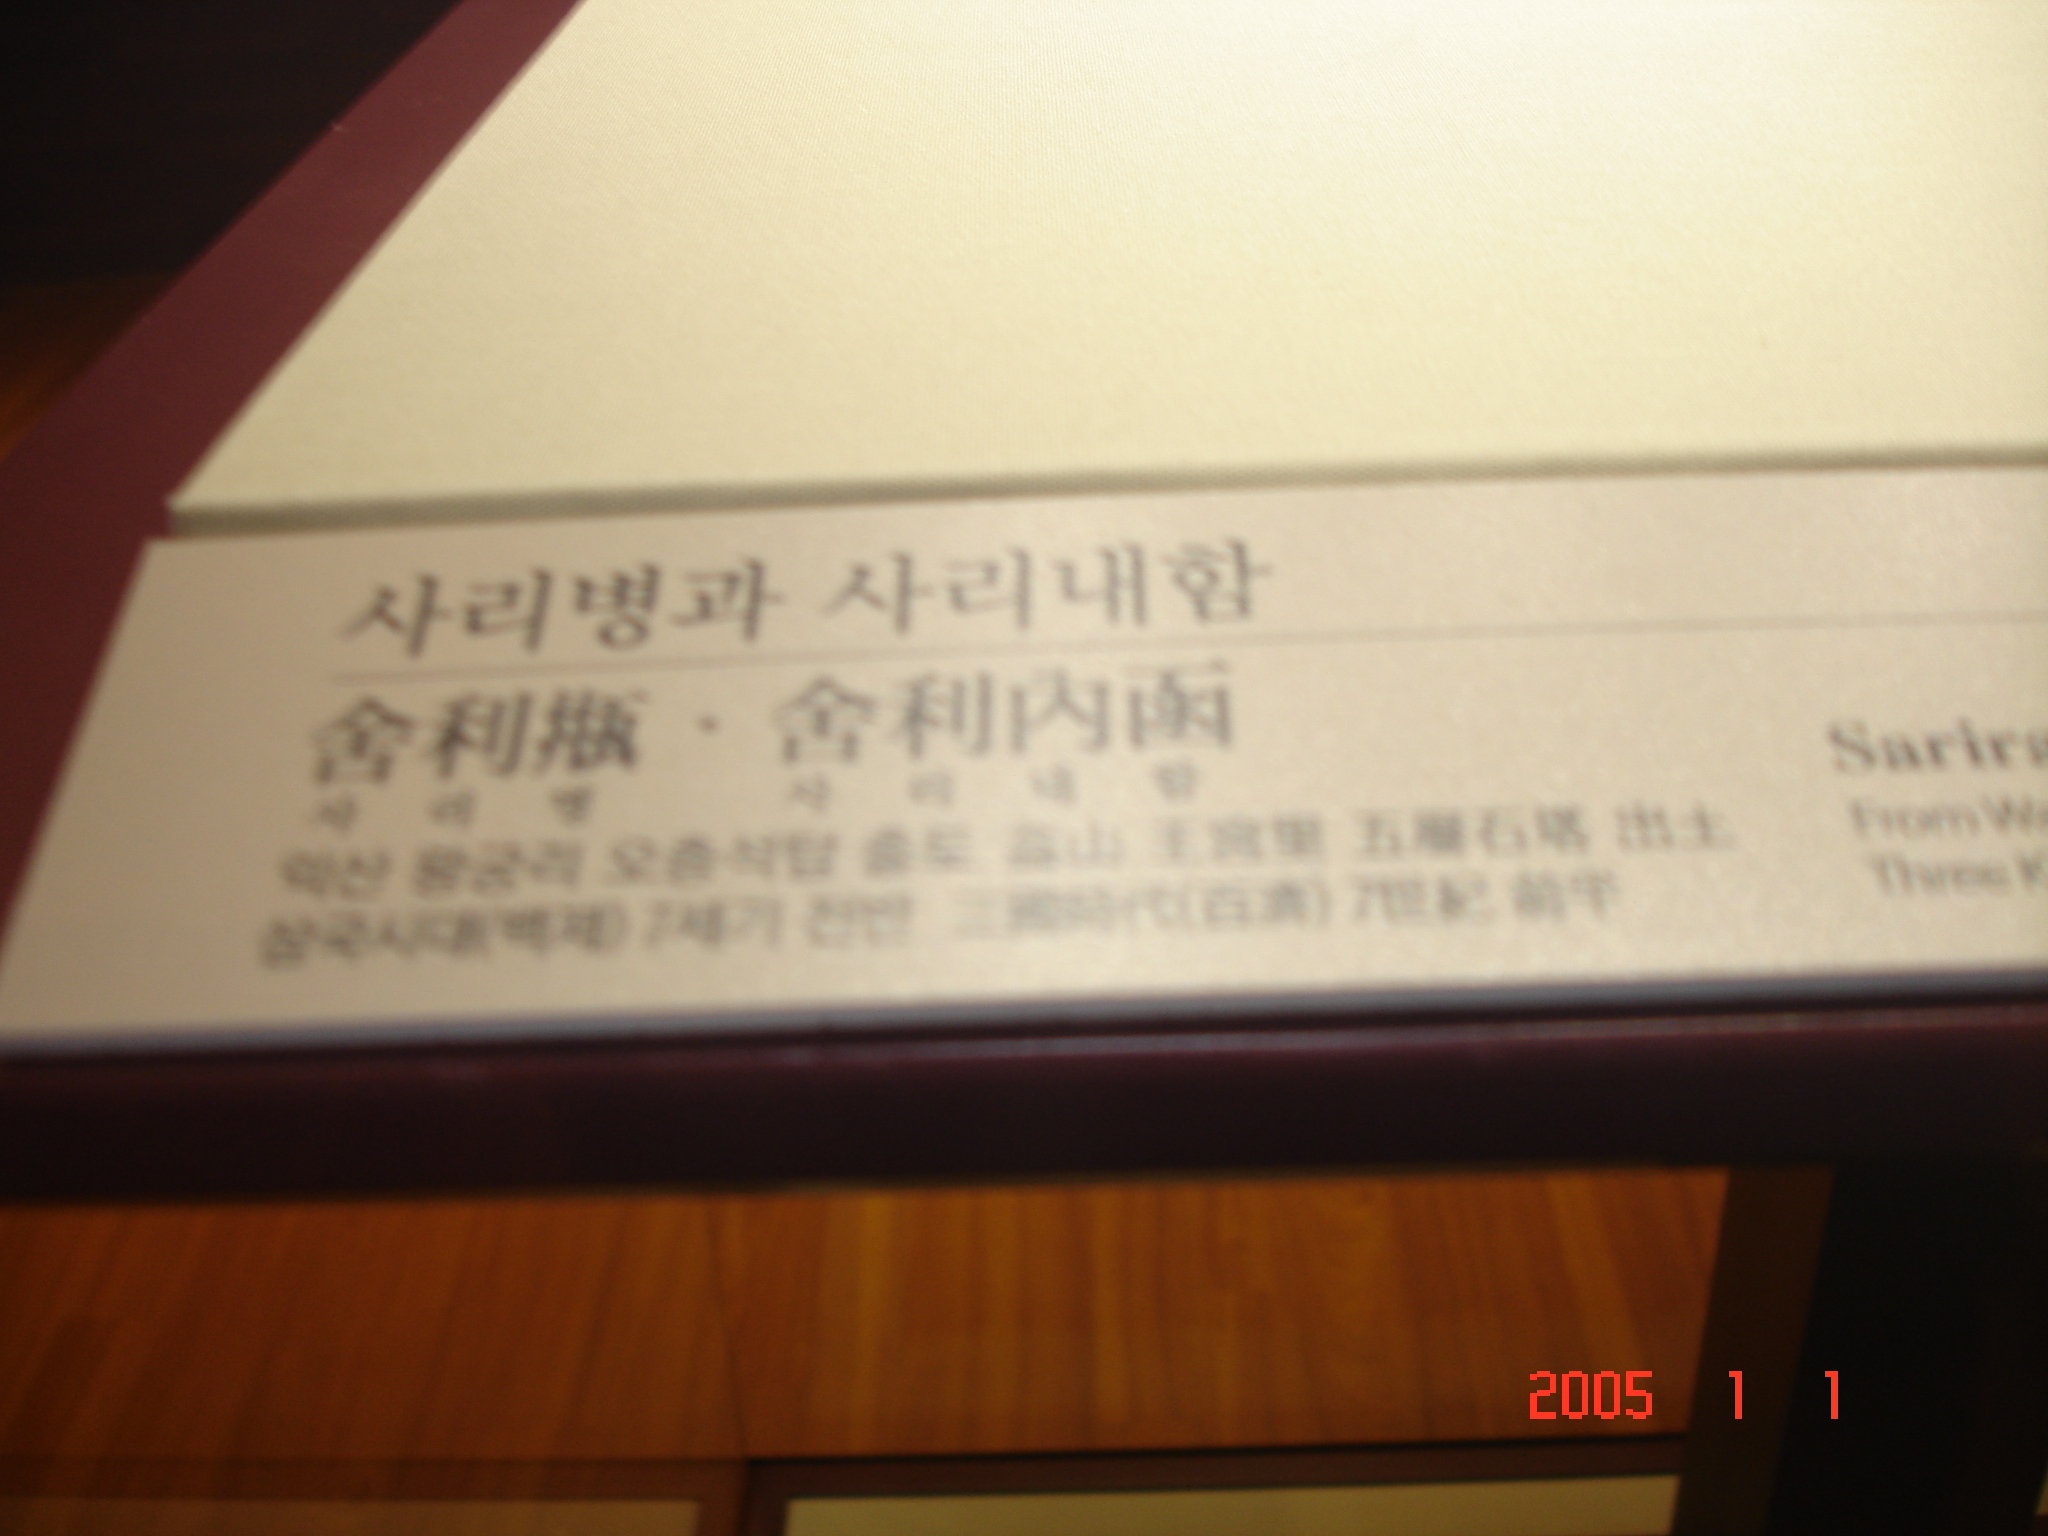 사리병과 사리내함
舍利甁 · 舍利內函
사 리 병 사 리 내 함
익산 왕궁리 오층석탑 출토 益山 王宮里 五層石塔 出土
삼국시대(백제) 7세기 전반 三國時代(百濟) 7世紀 前半
Sarira
From Wa
Three K
2005 1 1